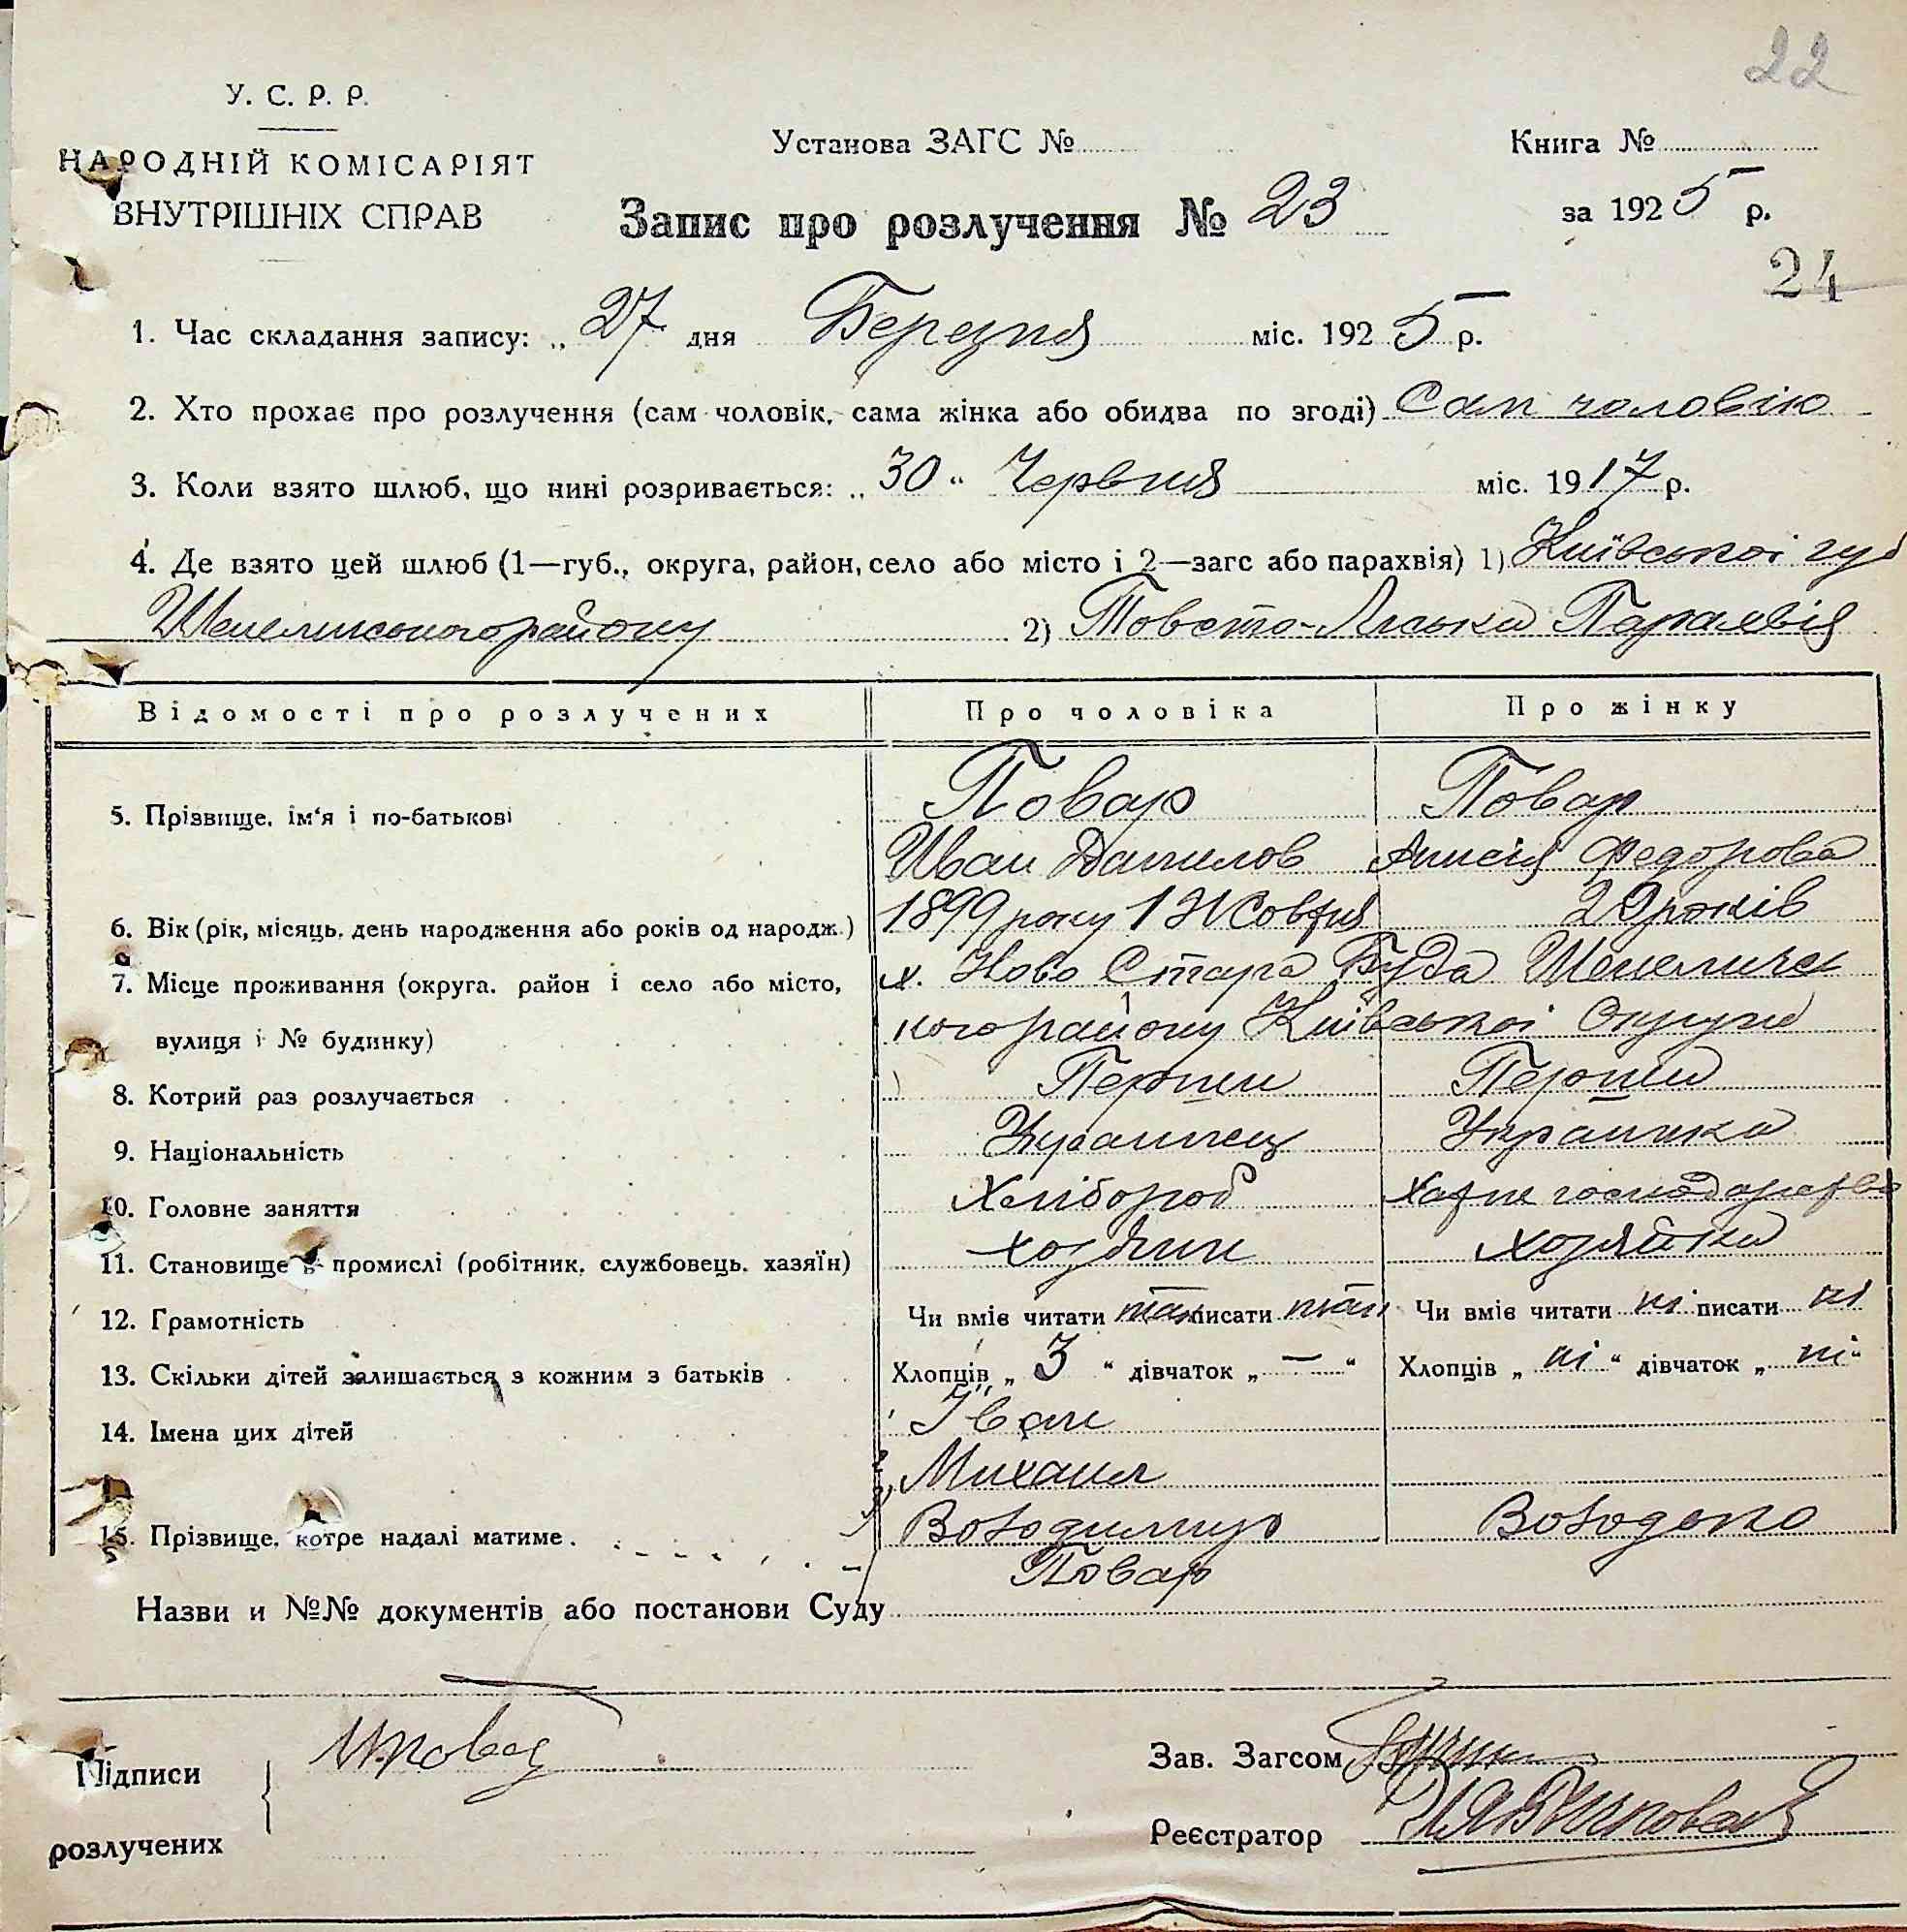 22
У. С. Р. Р.
НАРОДНІЙ КОМІСАРІЯТ
ВНУТРІШНІХ СПРАВ
Установа ЗАГС №
Книга №
за 1925 р.
Запис про розлучення № 23
24
1. Час складання запису: „ 27 дня Березня міс. 1925 р.
2. Хто прохає про розлучення (сам чоловік, сама жінка або обидва по згоді) Сам чоловік
3. Коли взято шлюб, що нині розривається: „ 30 " Червня міс. 1917 р.
4. Де взято цей шлюб (1—губ., округа, район, село або місто і 2—загс або парахвія) 1) Київської губ
Шепелиського району 2) Товсто-Ліська Парахвія
Відомості про розлучених Про чоловіка Про жінку
5. Прізвище, ім'я і по-батькові Повар Повар
Иван Данилов Анисія Федорова
6. Вік (рік, місяць, день народження або років од народж.) 1899 року 1 Жовтня 29 років
7. Місце проживання (округа, район і село або місто, х. Ново Стара Буда Шепеличс
вулиця і № будинку) кого району Київської Округи
8. Котрий раз розлучається Перший Перший
9. Національність Украинец Украинка
10. Головне заняття Хлібороб Хатне господарство
11. Становище в промислі (робітник, службовець, хазяїн) хозяин хозяйка
12. Грамотність Чи вміє читати так писати так Чи вміє читати ні писати ні
13. Скільки дітей залишається з кожним з батьків Хлопців „ 3 " дівчаток „ — " Хлопців „ ні " дівчаток „ ні "
14. Імена цих дітей 1, Іван
2, Михаил
3, Володимир
15. Прізвище, котре надалі матиме. Повар Володько
Назви и №№ документів або постанови Суду
Підписи
розлучених
И Повар
Зав. Загсом
Реєстратор